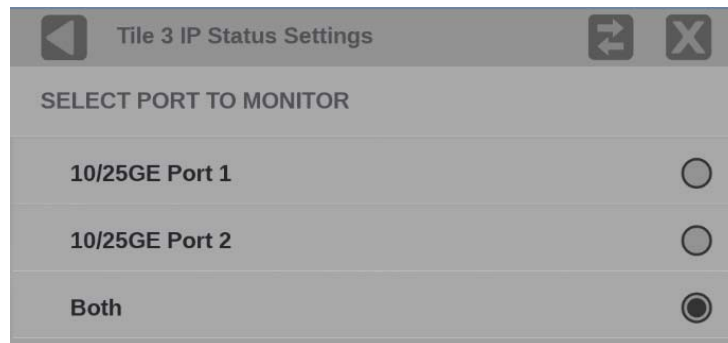 Tile 3 IP Status Settings
SELECT PORT TO MONITOR
10/25GE Port 1
10/25GE Port 2
Both